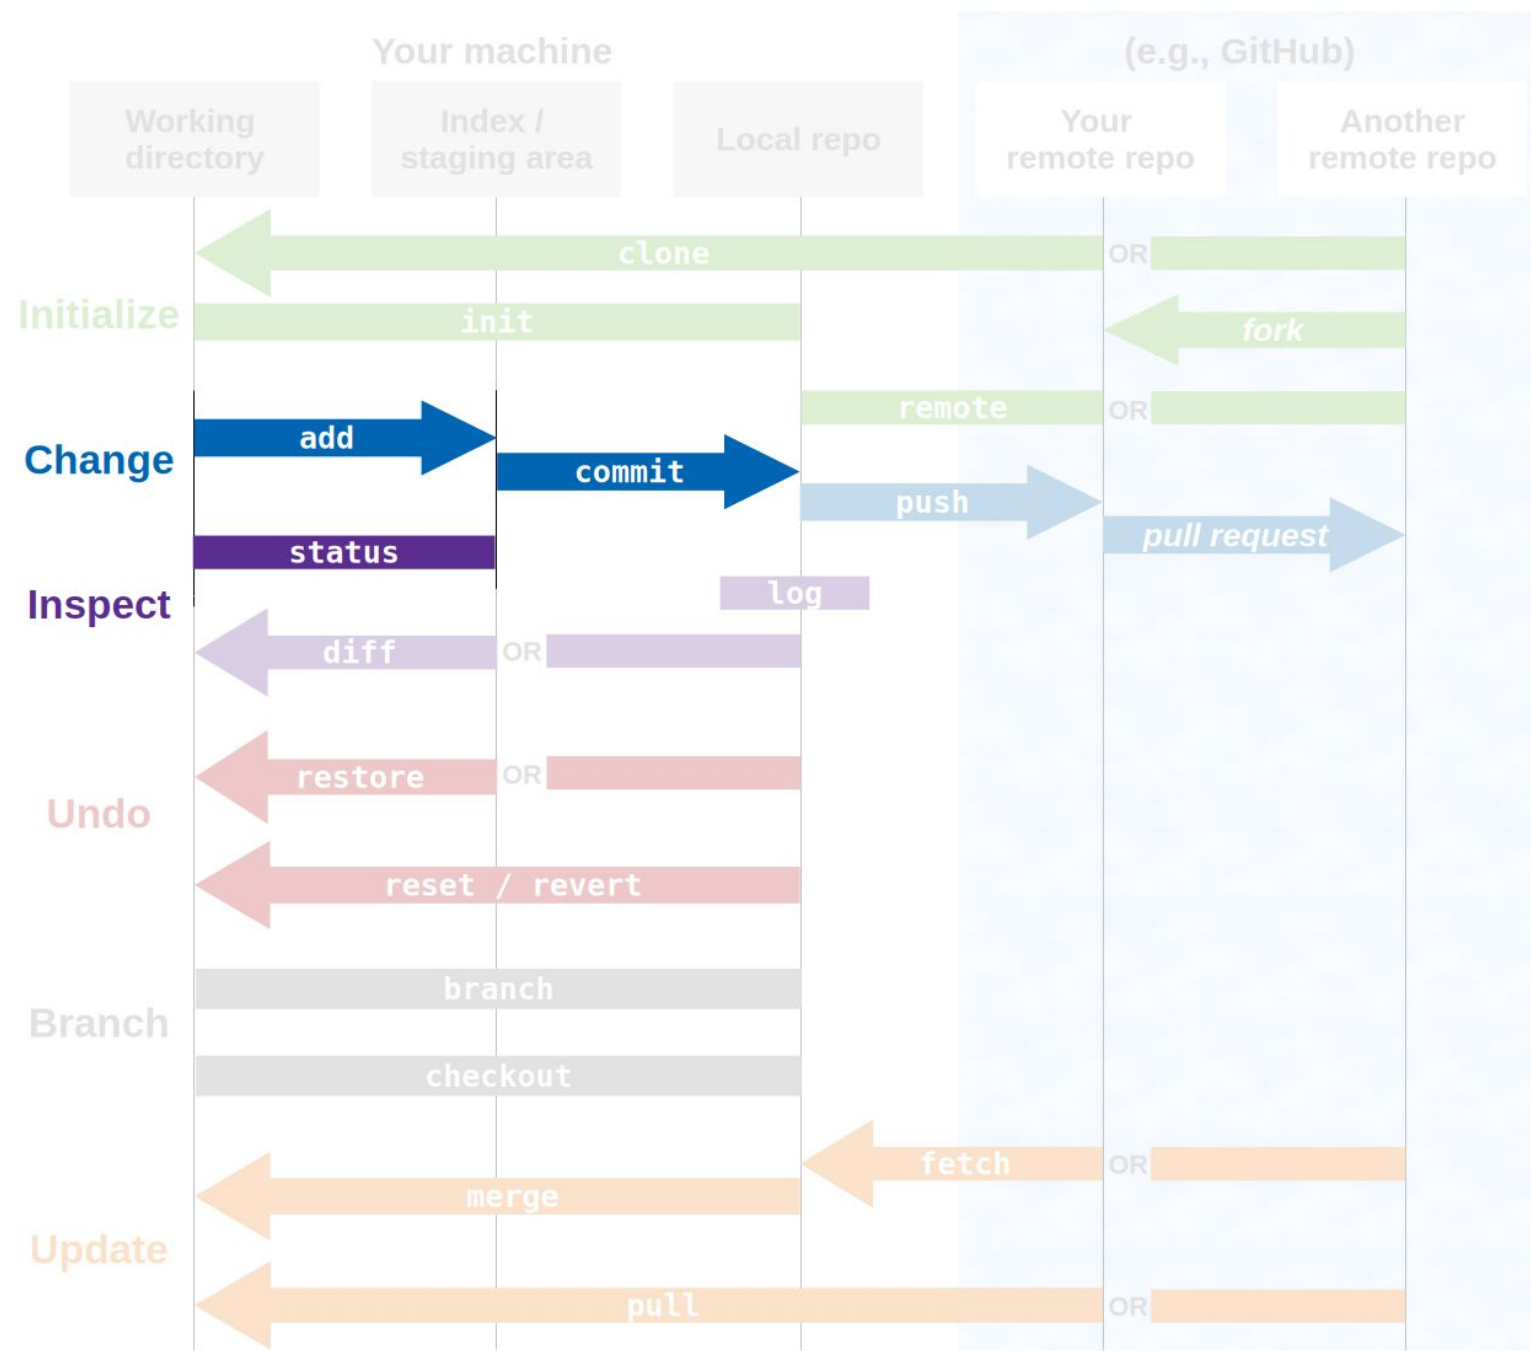 Your machine
(e.g., GitHub)
Working
directory
Index /
staging area
Local repo
Your
remote repo
Another
remote repo
clone
OR
Initialize
init
fork
remote
OR
add
Change
commit
push
pull request
status
log
Inspect
diff
OR
restore
OR
Undo
reset / revert
branch
Branch
checkout
fetch
OR
merge
Update
pull
OR